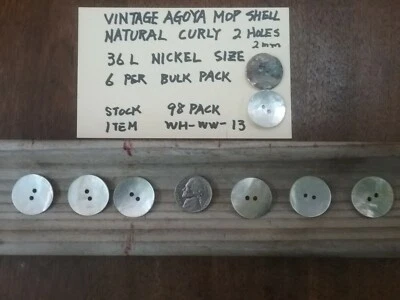 VINTAGE AGOYA MOP SHELL
NATURAL CURLY 2 HOLES
2mm
36 L NICKEL SIZE
6 PER BULK PACK
STOCK 98 PACK
ITEM WH-WW-13